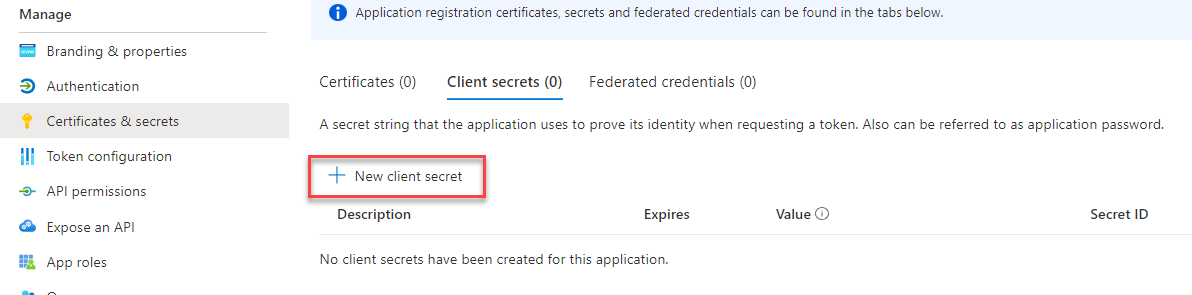 Manage
Branding & properties
Authentication
Certificates & secrets
Token configuration
API permissions
Expose an API
App roles
Application registration certificates, secrets and federated credentials can be found in the tabs below.
Certificates (0) Client secrets (0) Federated credentials (0)
A secret string that the application uses to prove its identity when requesting a token. Also can be referred to as application password.
New client secret
Description Expires Value Secret ID
No client secrets have been created for this application.